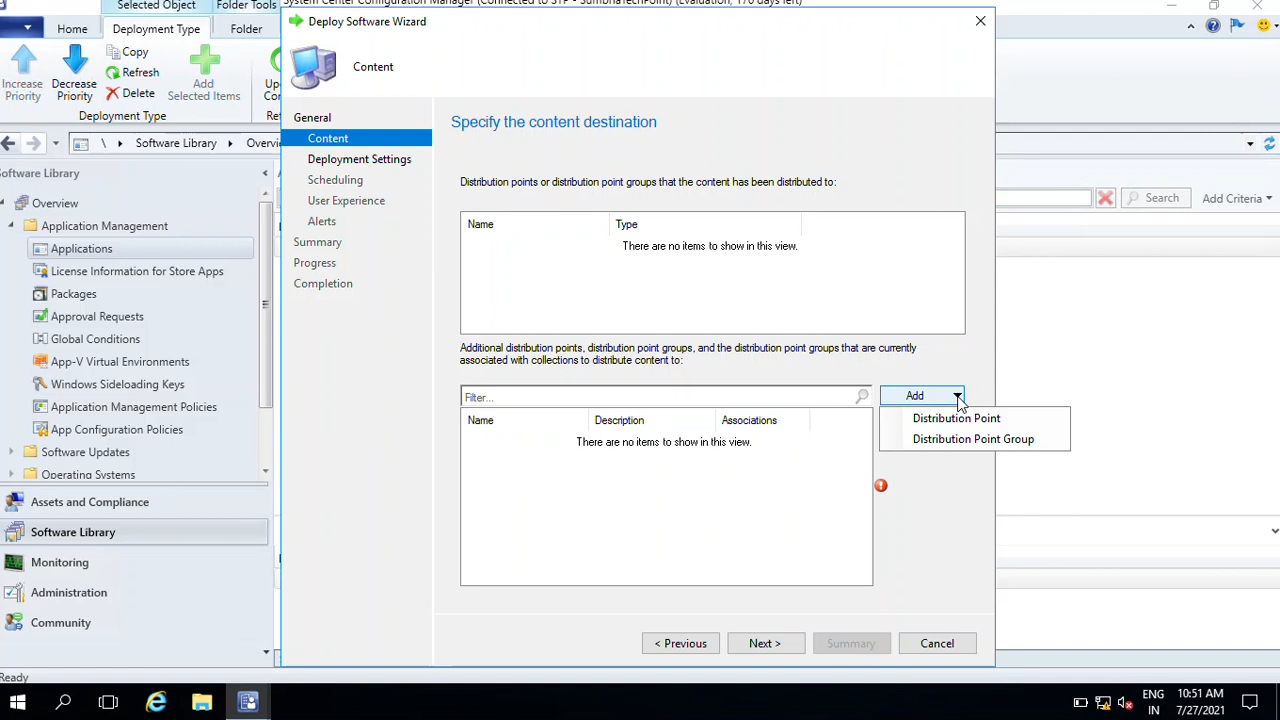 Selected Object
Folder Tools
System Center Configuration Manager (Connected to STP - SumbhaTechPoint) (Evaluation, 170 days left)
Home
Deployment Type
Folder
Increase
Priority
Decrease
Priority
Copy
Refresh
Delete
Add
Selected Items
Deployment Type
\
Software Library
Software Library
Overview
Application Management
Applications
License Information for Store Apps
Packages
Approval Requests
Global Conditions
App-V Virtual Environments
Windows Sideloading Keys
Application Management Policies
App Configuration Policies
Software Updates
Operating Systems
Assets and Compliance
Software Library
Monitoring
Administration
Community
Ready
Deploy Software Wizard
Content
General
Content
Deployment Settings
Scheduling
User Experience
Alerts
Summary
Progress
Completion
Specify the content destination
Distribution points or distribution point groups that the content has been distributed to:
Name
Type
There are no items to show in this view.
Additional distribution points, distribution point groups, and the distribution point groups that are currently
associated with collections to distribute content to:
Filter...
Add
Distribution Point
Distribution Point Group
Name
Description
Associations
There are no items to show in this view.
< Previous
Next >
Summary
Cancel
Search
Add Criteria
ENG
IN
10:51 AM
7/27/2021